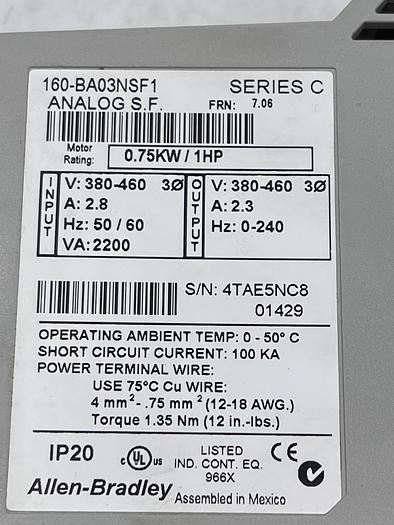 160-BA03NSF1 SERIES C
ANALOG S.F. FRN: 7.06
Motor Rating: 0.75KW / 1HP
INPUT OUTPUT
V: 380-460 3Ø V: 380-460 3Ø
A: 2.8 A: 2.3
Hz: 50 / 60 Hz: 0-240
VA: 2200
S/N: 4TAE5NC8
01429
OPERATING AMBIENT TEMP: 0 - 50° C
SHORT CIRCUIT CURRENT: 100 KA
POWER TERMINAL WIRE:
USE 75°C Cu WIRE:
4 mm²- .75 mm² (12-18 AWG.)
Torque 1.35 Nm (12 in.-lbs.)
IP20 c UL us LISTED CE
IND. CONT. EQ.
966X
Allen-Bradley Assembled in Mexico